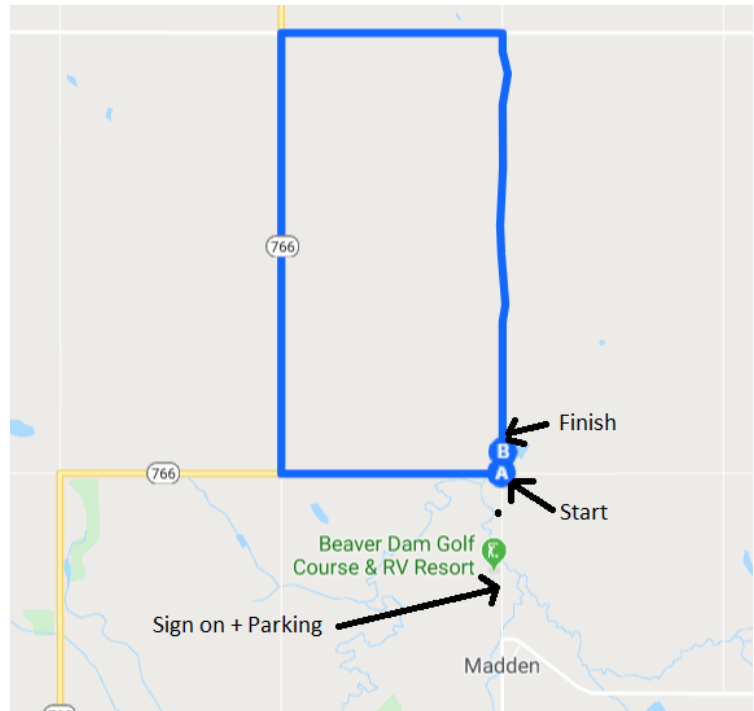 766
Finish
B
766
A
Start
Beaver Dam Golf
Course & RV Resort
Sign on + Parking
Madden